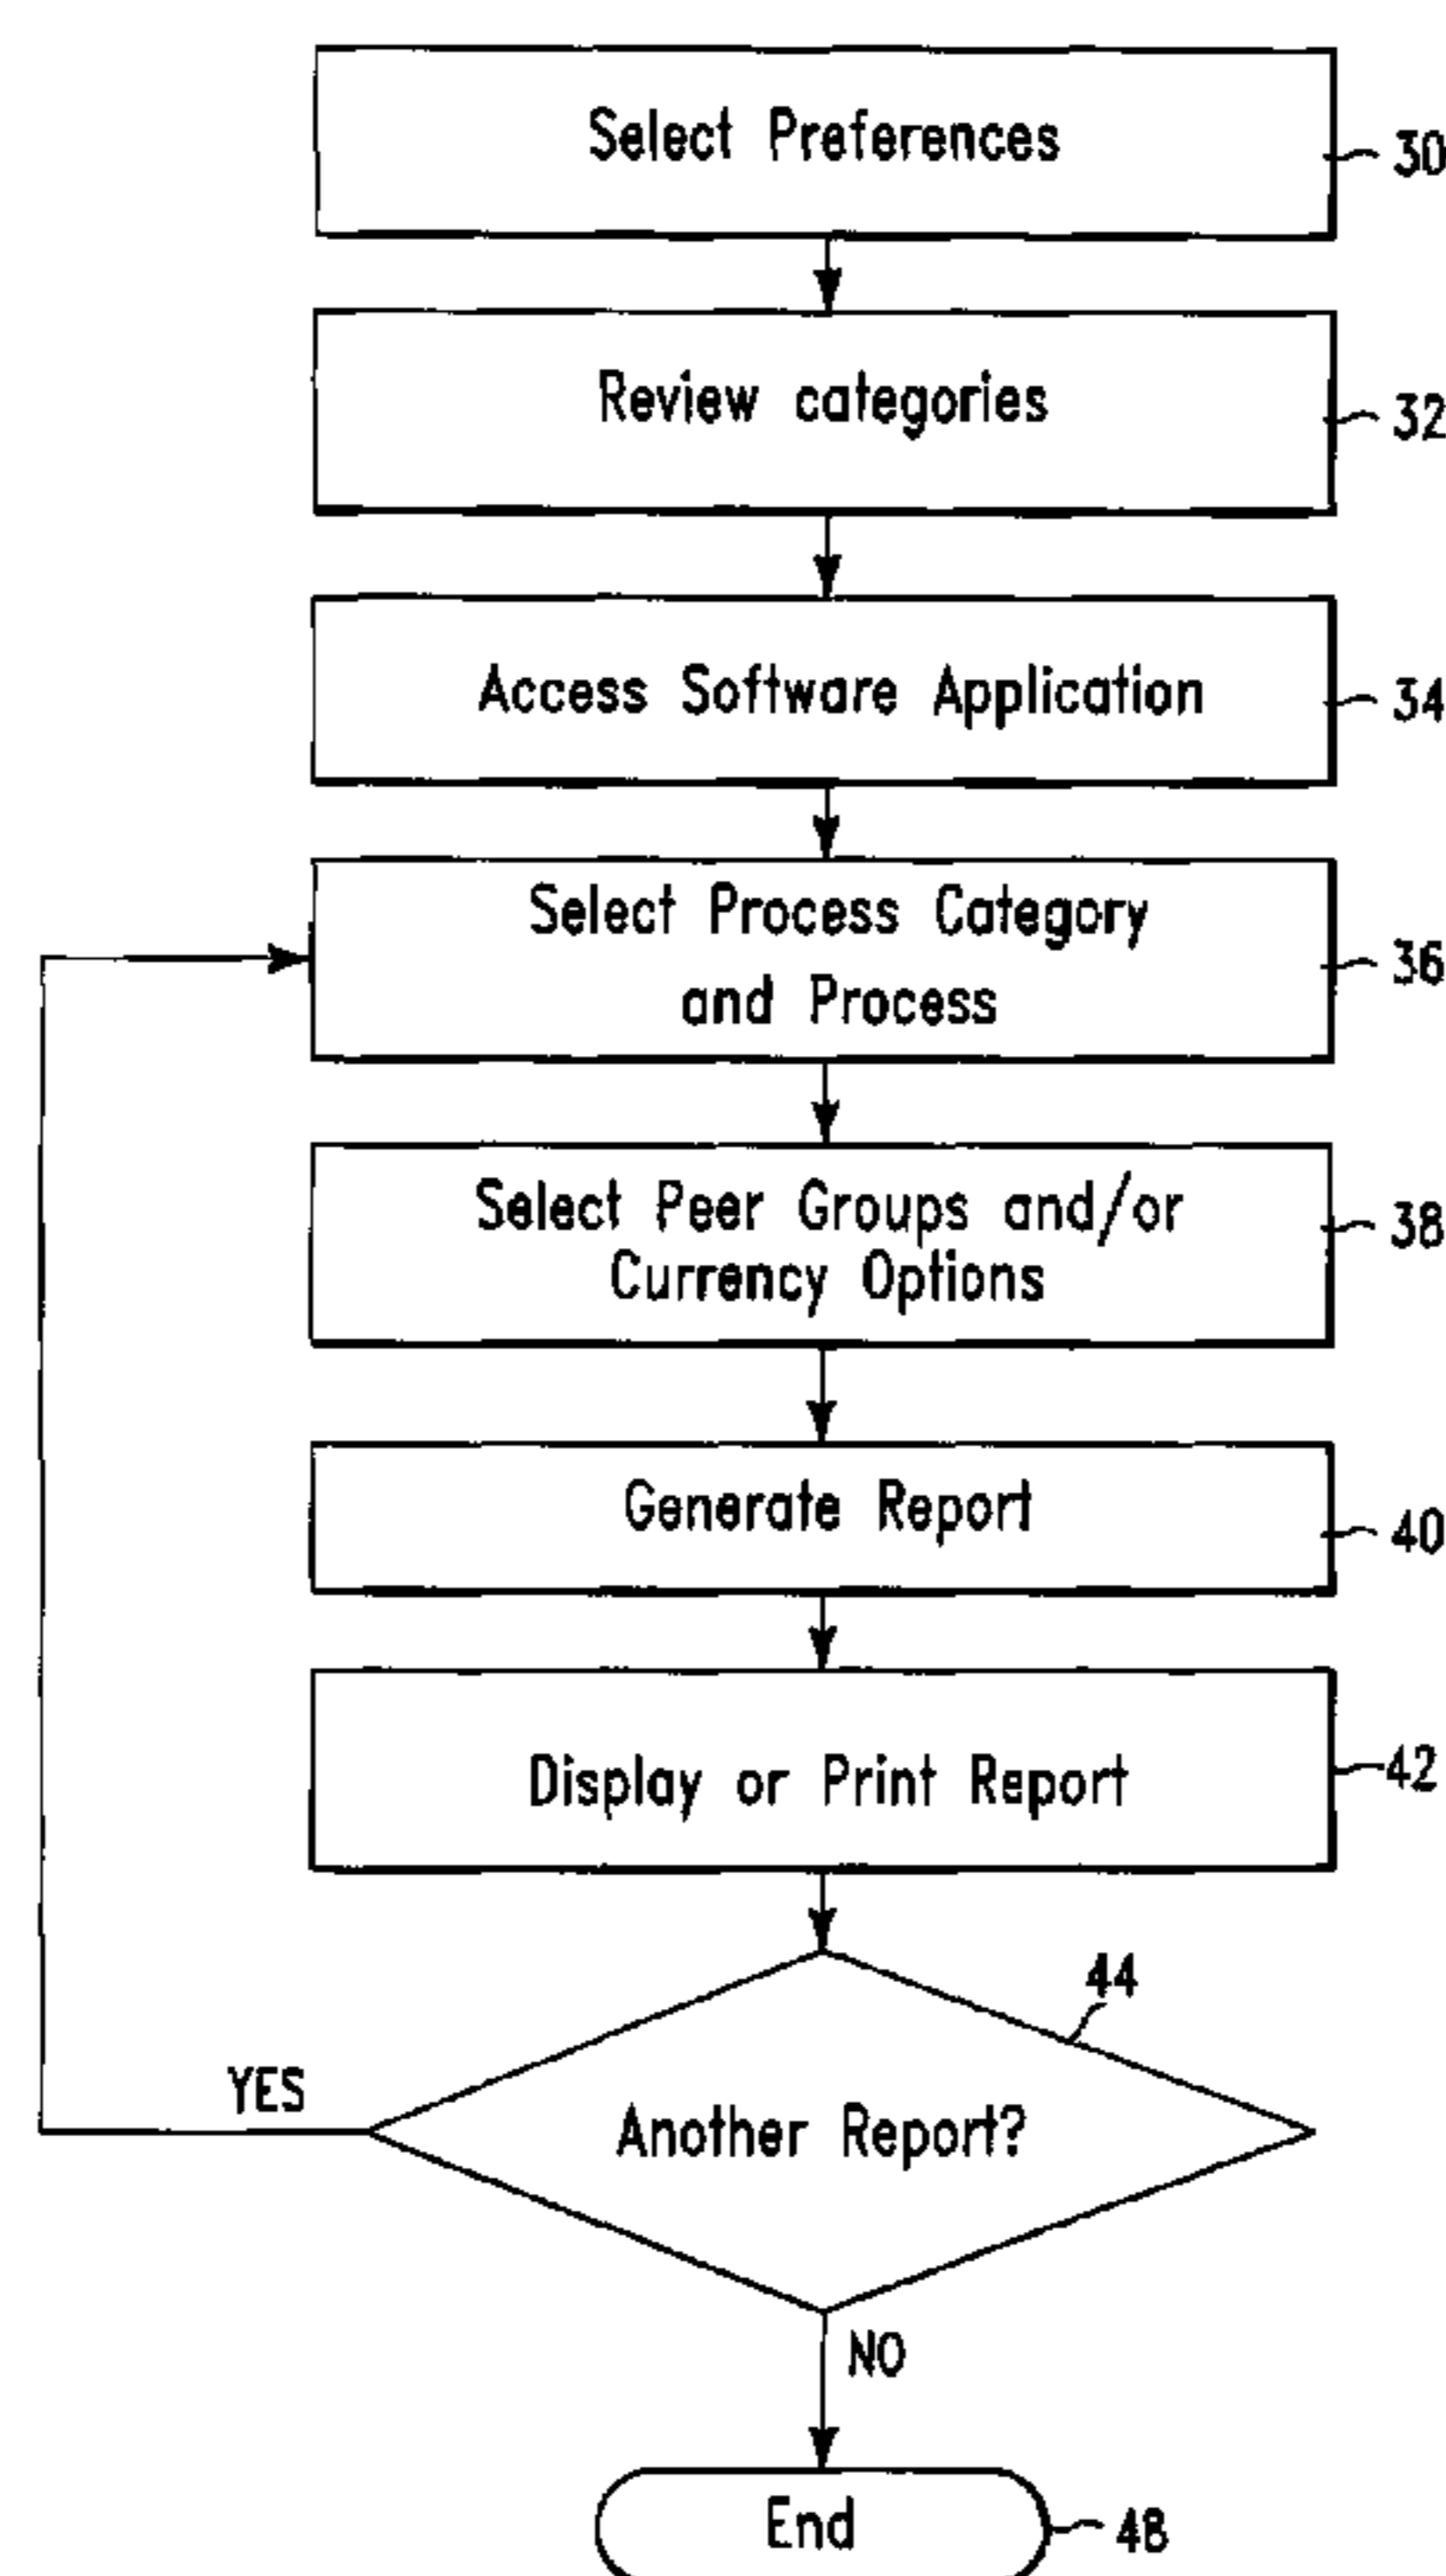 Select Preferences
30
Review categories
32
Access Software Application
34
Select Process Category
and Process
36
Select Peer Groups and/or
Currency Options
38
Generate Report
40
Display or Print Report
42
44
YES
Another Report?
NO
End
48